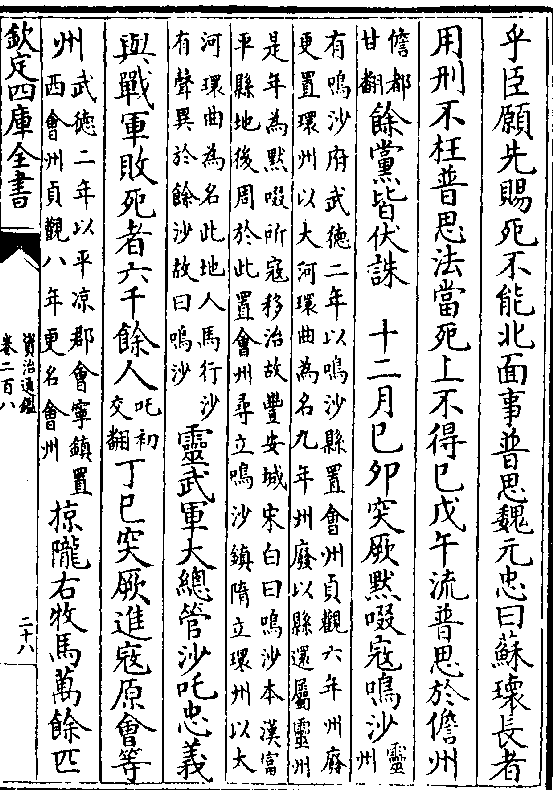 乎臣願先賜死不能北面事普思魏元忠曰蘇瓌長者
用刑不枉普思法當死上不得已戊午流普思於儋州
儋都
甘翻
餘黨皆伏誅　十二月巳卯突厥默啜寇鳴沙
靈州
有鳴沙府武徳二年以鳴沙縣置會州貞觀六年州廢
更置環州以大河環曲為名九年州廢以縣還屬靈州
是年為默啜所寇移治故豐安城宋白曰鳴沙本漢富
平縣地後周於此置會州尋立鳴沙鎮隋立環州以大
河環曲為名此地人馬行沙
有聲異於餘沙故曰鳴沙
靈武軍大總管沙吒忠義
與戰軍敗死者六千餘人
吒初
交翻
丁巳突厥進寇原會等
州
武徳二年以平凉郡會寧鎮置
西會州貞觀八年更名會州
掠隴右牧馬萬餘匹
欽定四庫全書
資治通鑑
卷二百八
二十八